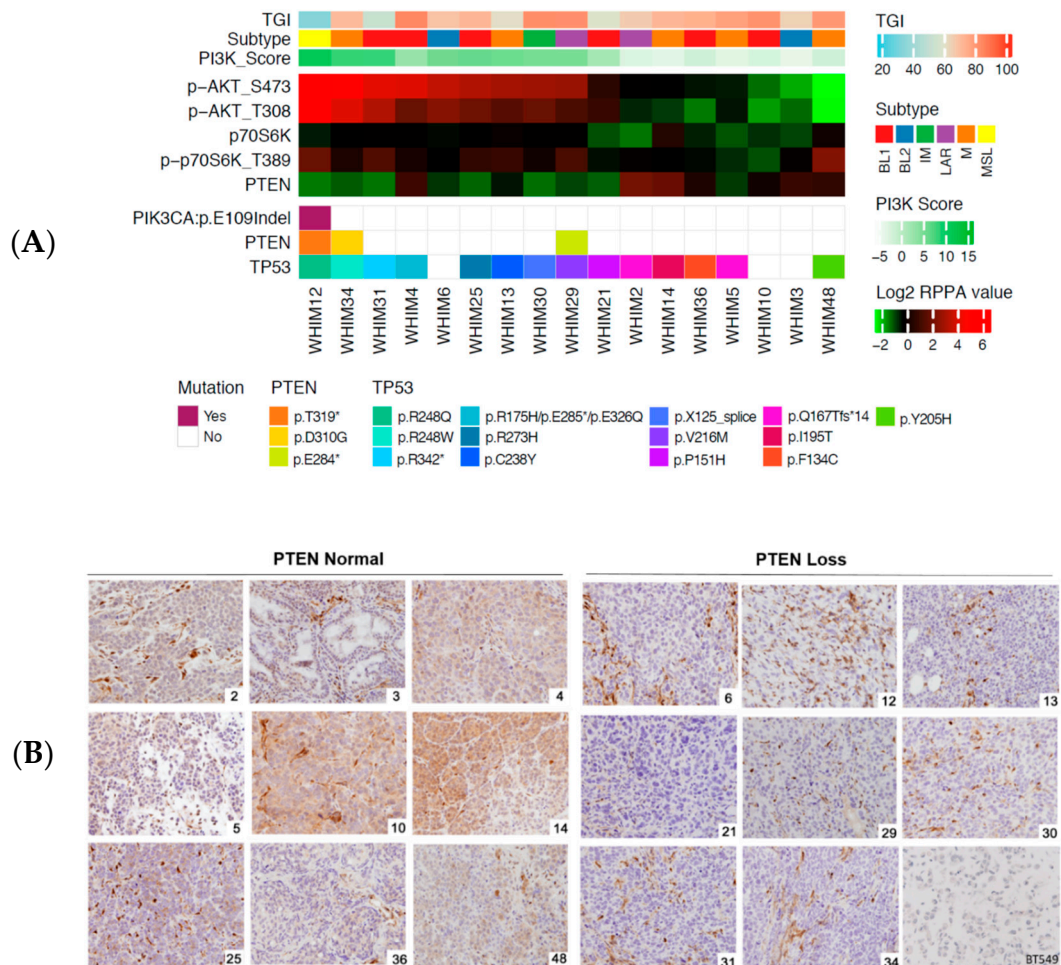 (A)
TGI
Subtype
PI3K_Score
p-AKT_S473
p-AKT_T308
p70S6K
p-p70S6K_T389
PTEN
PIK3CA:p.E109Indel
PTEN
TP53
WHIM12 WHIM34 WHIM31 WHIM4 WHIM6 WHIM25 WHIM13 WHIM30 WHIM29 WHIM21 WHIM2 WHIM14 WHIM36 WHIM5 WHIM10 WHIM3 WHIM48
TGI
20 40 60 80 100
Subtype
BL1 BL2 IM LAR M MSL
PI3K Score
-5 0 5 10 15
Log2 RPPA value
-2 0 2 4 6
Mutation PTEN TP53
Yes p.T319* p.R248Q p.R175H/p.E285*/p.E326Q p.X125_splice p.Q167Tfs*14 p.Y205H
No p.D310G p.R248W p.R273H p.V216M p.I195T
p.E284* p.R342* p.C238Y p.P151H p.F134C
(B)
PTEN Normal PTEN Loss
2 3 4 6 12 13
5 10 14 21 29 30
25 36 48 31 34 BT549